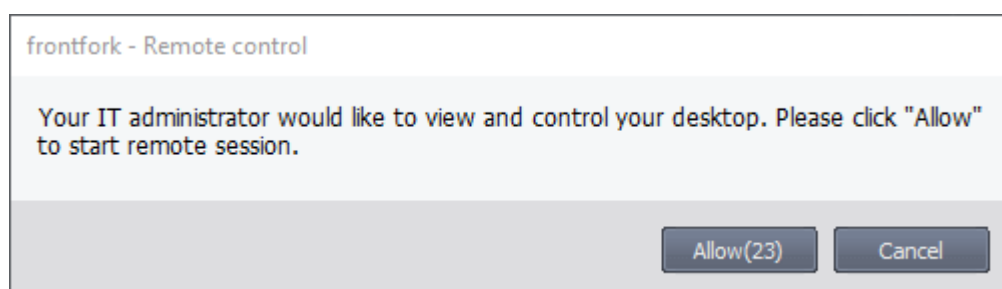 frontfork - Remote control
Your IT administrator would like to view and control your desktop. Please click "Allow"
to start remote session.
Allow(23) Cancel